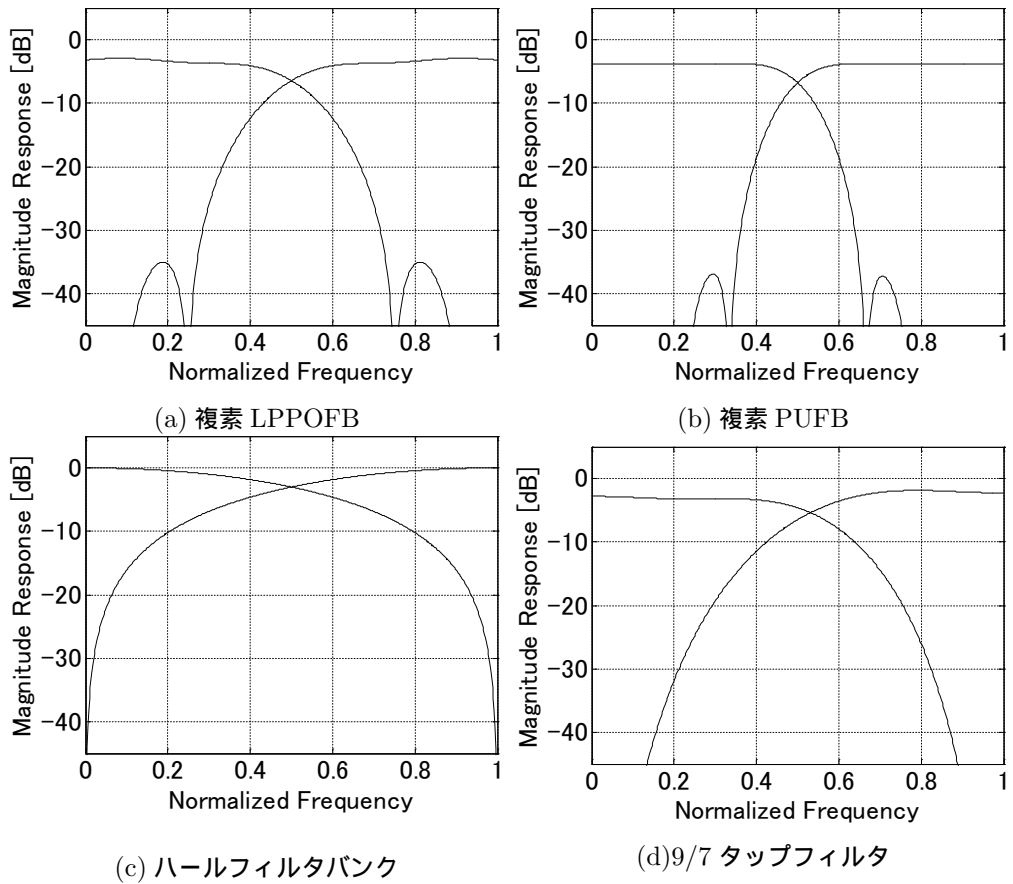 Magnitude Response [dB]
0
−10
−20
−30
−40
0 0.2 0.4 0.6 0.8 1
Normalized Frequency
(a) 複素 LPPOFB
Magnitude Response [dB]
0
−10
−20
−30
−40
0 0.2 0.4 0.6 0.8 1
Normalized Frequency
(b) 複素 PUFB
Magnitude Response [dB]
0
−10
−20
−30
−40
0 0.2 0.4 0.6 0.8 1
Normalized Frequency
(c) ハールフィルタバンク
Magnitude Response [dB]
0
−10
−20
−30
−40
0 0.2 0.4 0.6 0.8 1
Normalized Frequency
(d)9/7 タップフィルタ